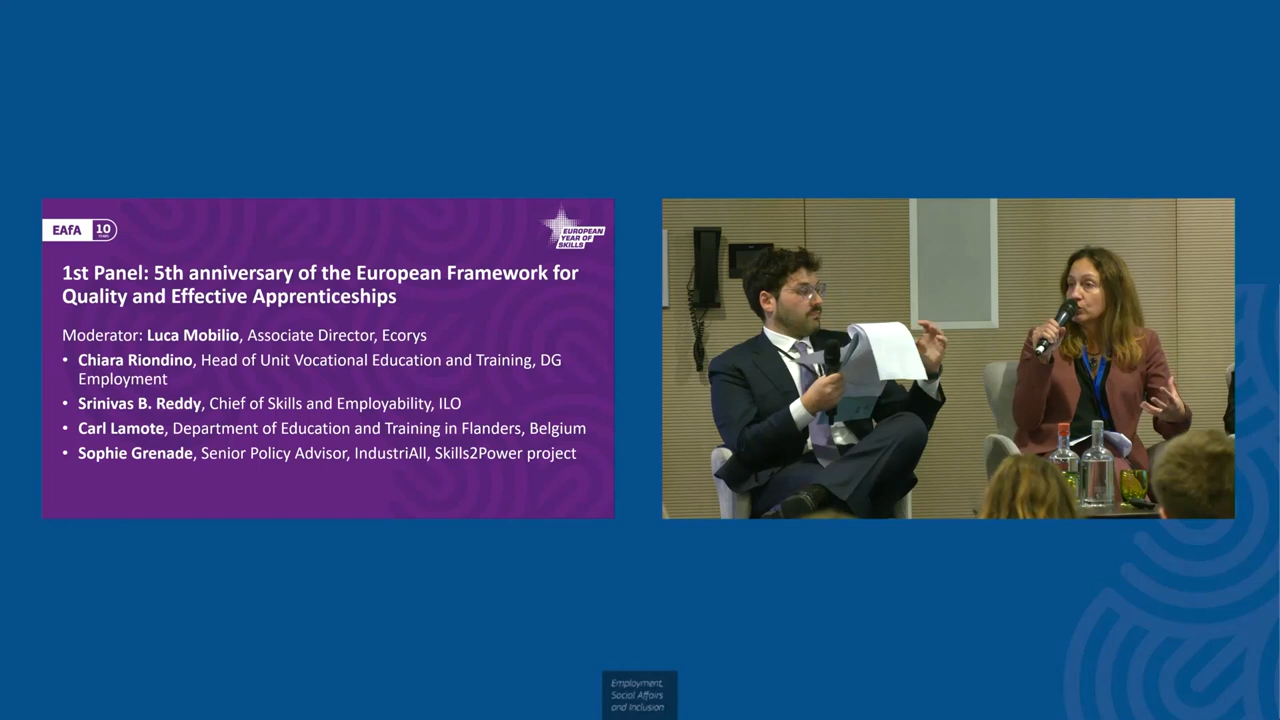 EAfA 10
YEARS
EUROPEAN
YEAR OF
SKILLS
1st Panel: 5th anniversary of the European Framework for
Quality and Effective Apprenticeships
Moderator: Luca Mobilio, Associate Director, Ecorys
• Chiara Riondino, Head of Unit Vocational Education and Training, DG
Employment
• Srinivas B. Reddy, Chief of Skills and Employability, ILO
• Carl Lamote, Department of Education and Training in Flanders, Belgium
• Sophie Grenade, Senior Policy Advisor, IndustriAll, Skills2Power project
Employment,
Social Affairs
and Inclusion